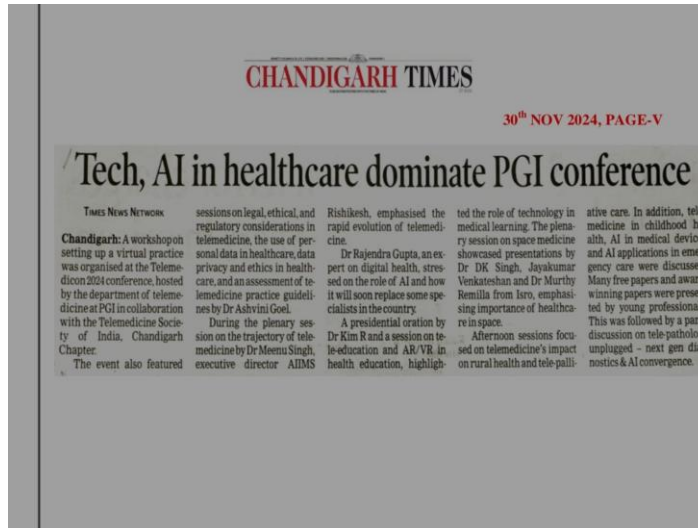 CHANDIGARH TIMES
30th NOV 2024, PAGE-V
Tech, AI in healthcare dominate PGI conference
TIMES NEWS NETWORK
Chandigarh: A workshop on
setting up a virtual practice
was organised at the Teleme-
dicon 2024 conference, hosted
by the department of teleme-
dicine at PGI in collaboration
with the Telemedicine Socie-
ty of India, Chandigarh
Chapter.
The event also featured
sessions on legal, ethical, and
regulatory considerations in
telemedicine, the use of per-
sonal data in healthcare, data
privacy and ethics in health-
care, and an assessment of te-
lemedicine practice guideli-
nes by Dr Ashvini Goel.
During the plenary ses-
sion on the trajectory of tele-
medicine by Dr Meenu Singh,
executive director AIIMS
Rishikesh, emphasised the
rapid evolution of telemedi-
cine.
Dr Rajendra Gupta, an ex-
pert on digital health, stres-
sed on the role of AI and how
it will soon replace some spe-
cialists in the country.
A presidential oration by
Dr Kim R and a session on te-
le-education and AR/VR in
health education, highligh-
ted the role of technology in
medical learning. The plena-
ry session on space medicine
showcased presentations by
Dr DK Singh, Jayakumar
Venkateshan and Dr Murthy
Remilla from Isro, emphasi-
sing importance of healthca-
re in space.
Afternoon sessions focu-
sed on telemedicine's impact
on rural health and tele-palli-
ative care. In addition, tel
medicine in childhood h
alth, AI in medical devic
and AI applications in eme
gency care were discusse
Many free papers and awar
winning papers were prese
ted by young professiona
This was followed by a pan
discussion on tele-patholo
unplugged – next gen dia
nostics & AI convergence.